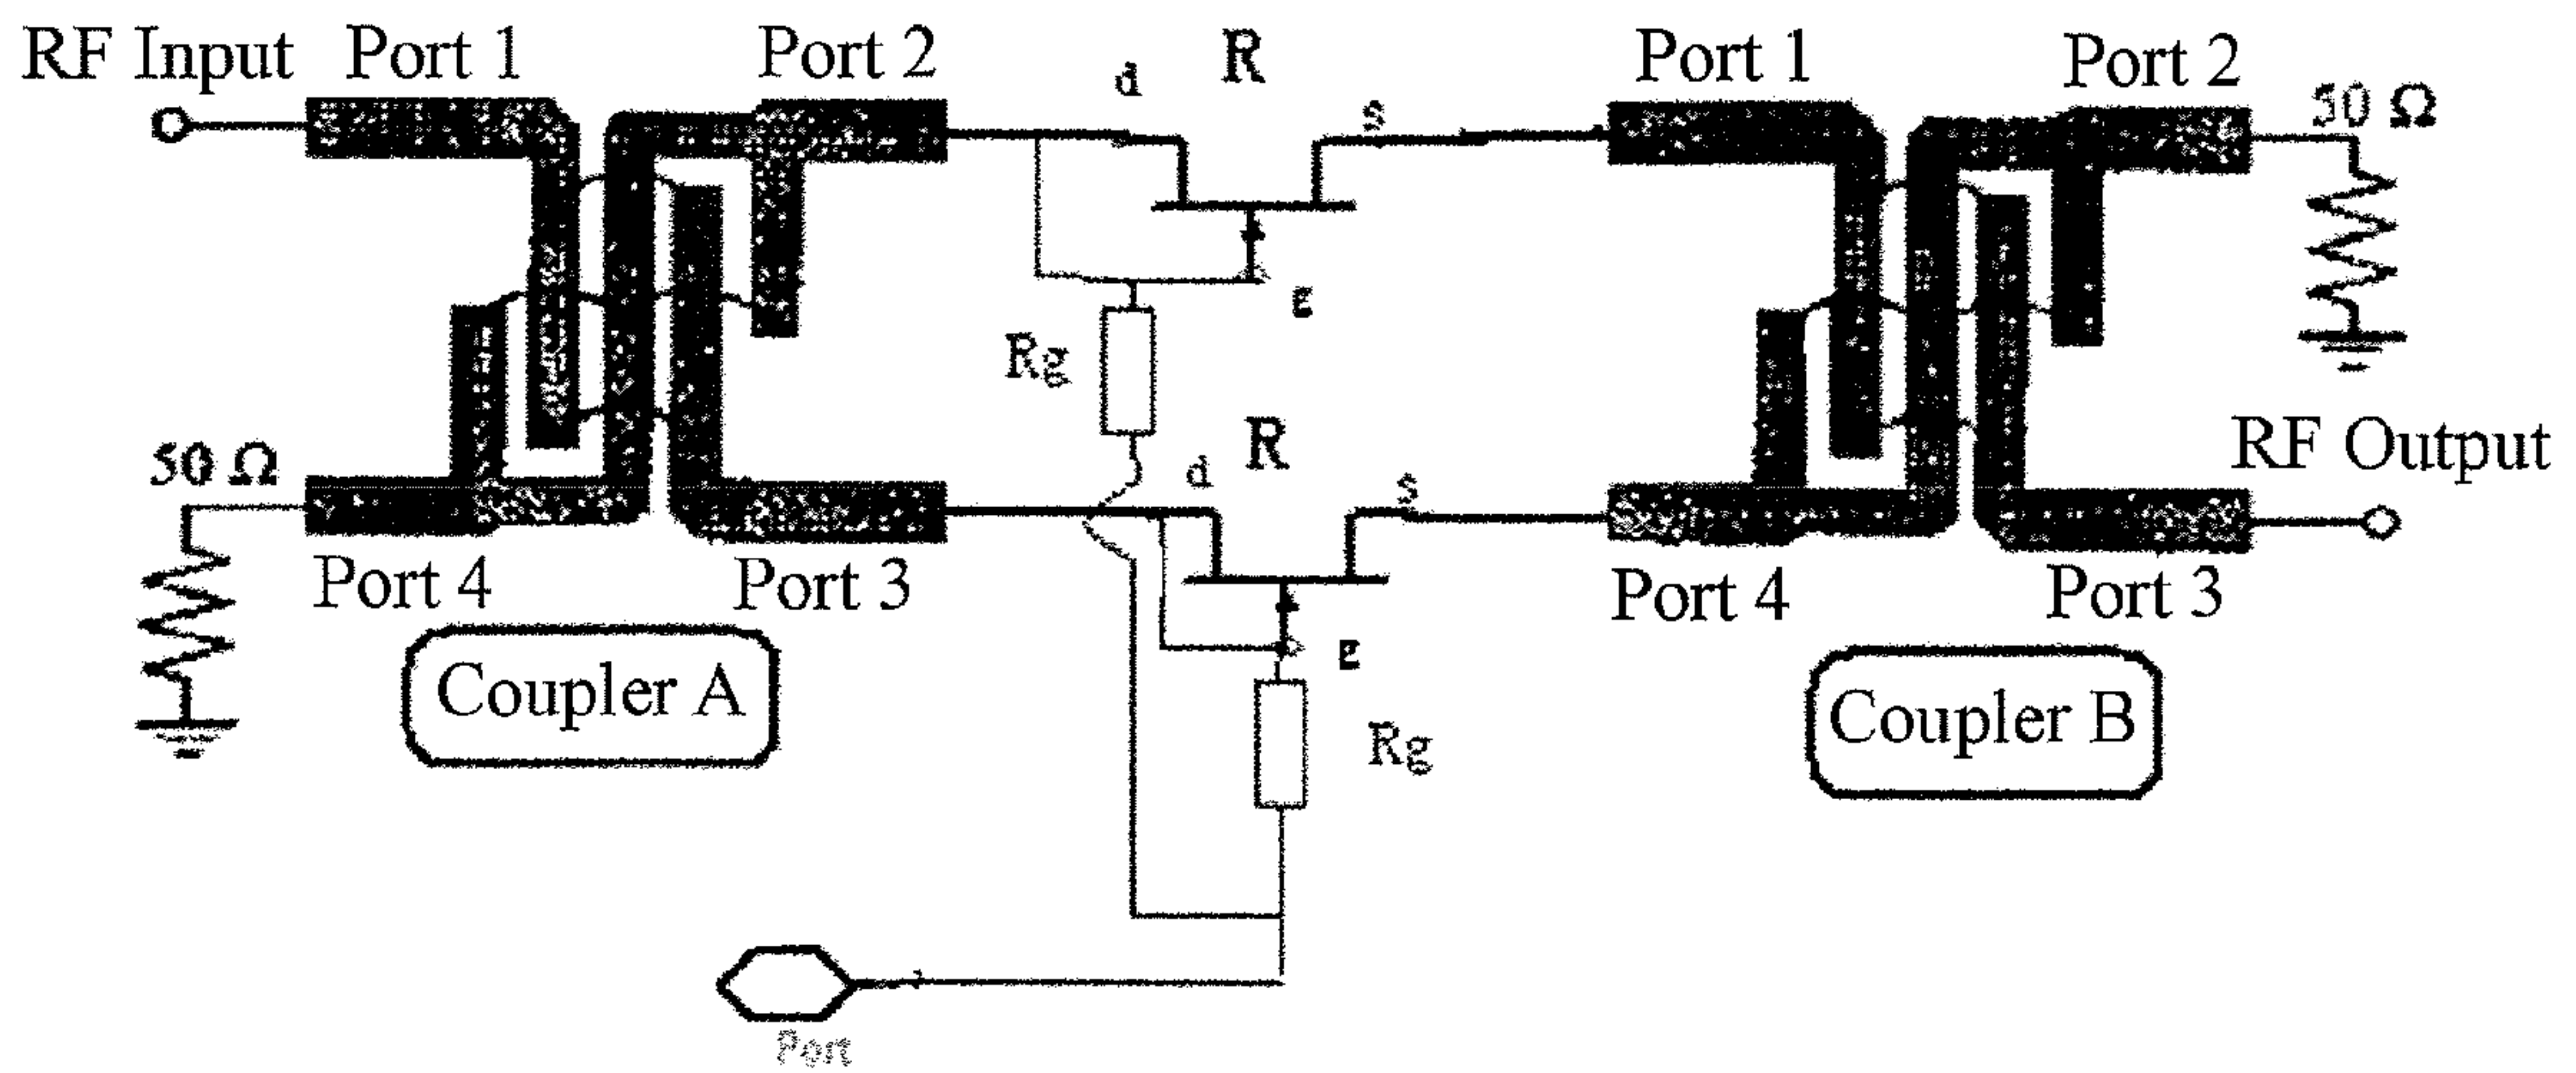 RF Input
Port 1
Port 2
d
R
s
Port 1
Port 2
50 Ω
g
Rg
50 Ω
d
R
s
RF Output
Port 4
Port 3
g
Port 4
Port 3
Coupler A
Rg
Coupler B
Port